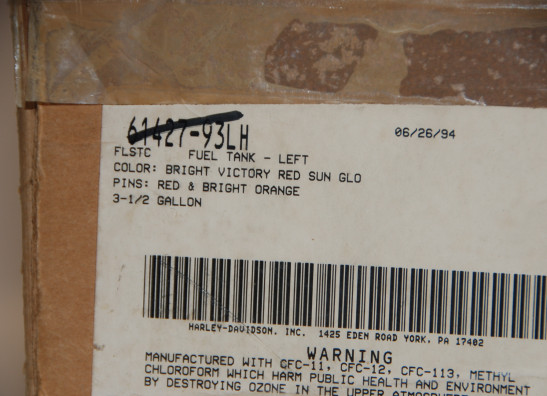 61427-93LH 06/26/94
FLSTC FUEL TANK - LEFT
COLOR: BRIGHT VICTORY RED SUN GLO
PINS: RED & BRIGHT ORANGE
3-1/2 GALLON
HARLEY-DAVIDSON, INC. 1425 EDEN ROAD YORK, PA 17402
WARNING
MANUFACTURED WITH CFC-11, CFC-12, CFC-113, METHYL
CHLOROFORM WHICH HARM PUBLIC HEALTH AND ENVIRONMENT
BY DESTROYING OZONE IN THE UPPER ATMOSPHERE